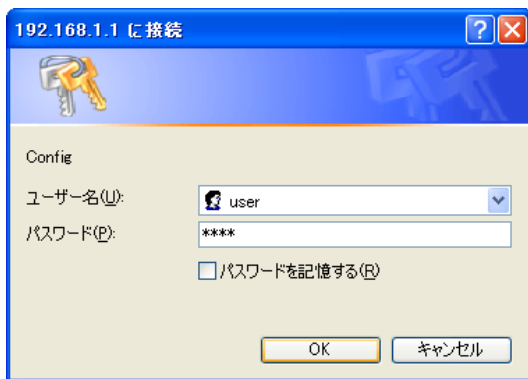 192.168.1.1 に接続
Config
ユーザー名(U):
user
パスワード(P):
****
パスワードを記憶する(R)
OK
キャンセル